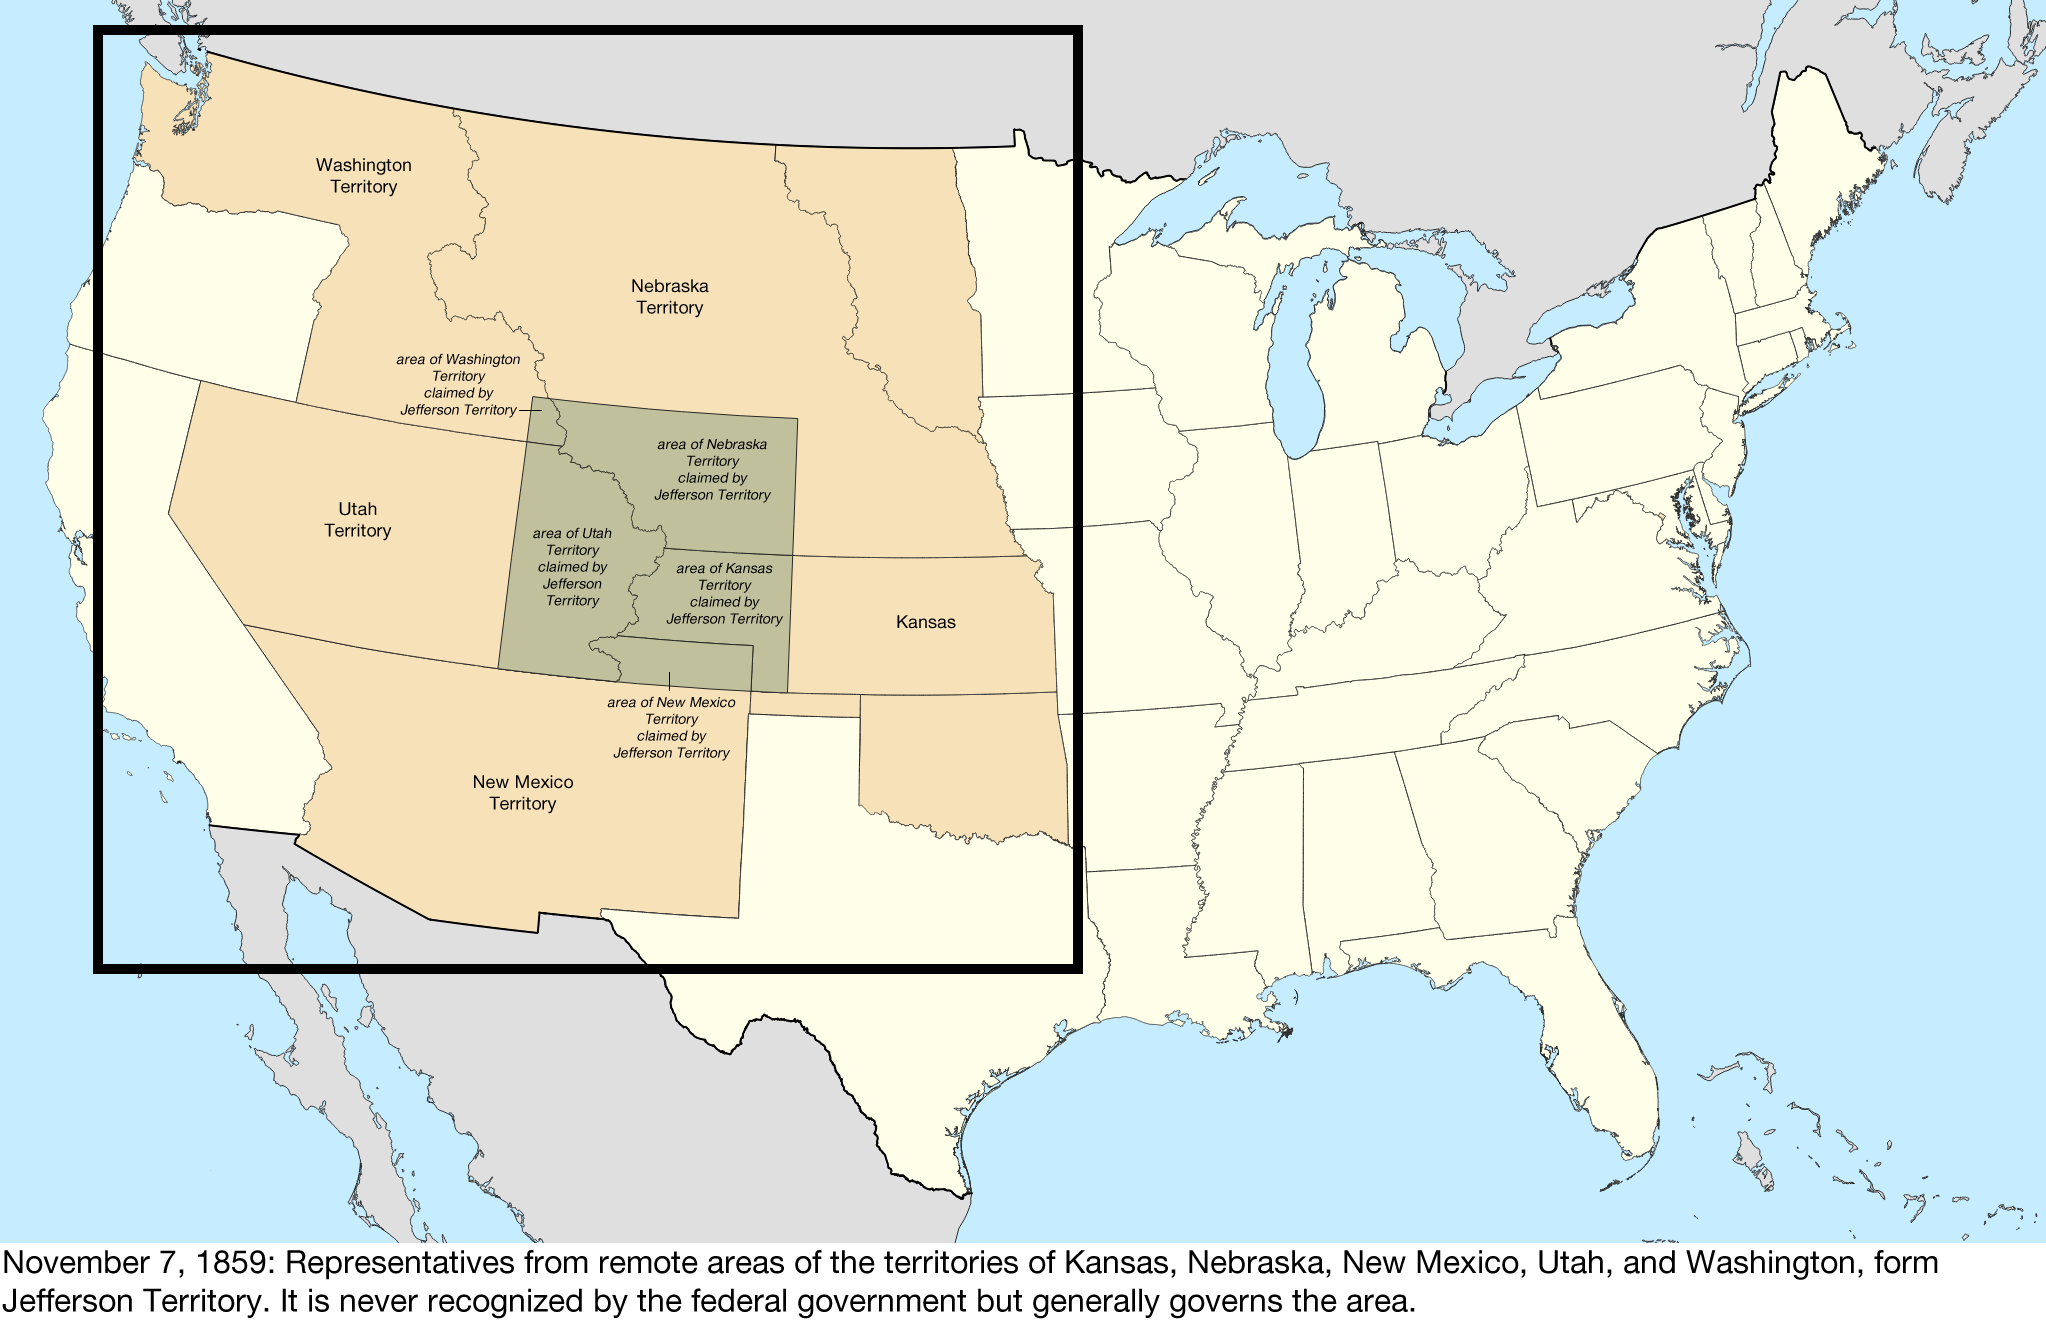 Washington
Territory
Nebraska
Territory
area of Washington
Territory
claimed by
Jefferson Territory
area of Nebraska
Territory
claimed by
Jefferson Territory
Utah
Territory
area of Utah
Territory
claimed by
Jefferson
Territory
area of Kansas
Territory
claimed by
Jefferson Territory
Kansas
area of New Mexico
Territory
claimed by
Jefferson Territory
New Mexico
Territory
November 7, 1859: Representatives from remote areas of the territories of Kansas, Nebraska, New Mexico, Utah, and Washington, form
Jefferson Territory. It is never recognized by the federal government but generally governs the area.